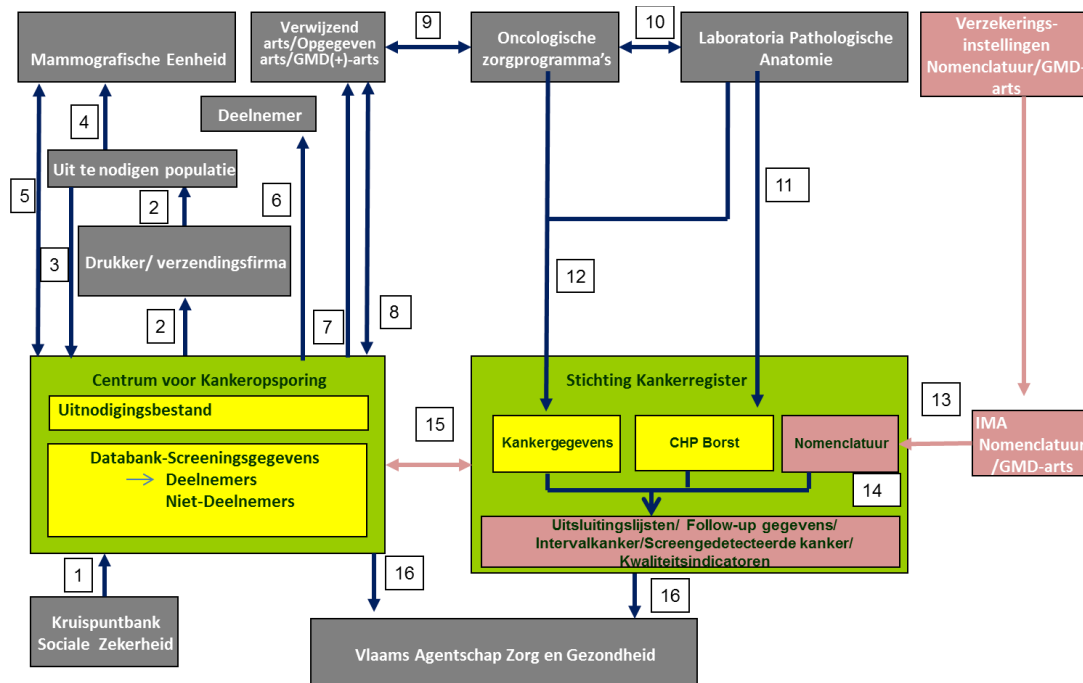 Mammografische Eenheid
Verwijzend
arts/Opgegeven
arts/GMD(+)-arts
9
Oncologische
zorgprogramma's
10
Laboratoria Pathologische
Anatomie
Verzekerings-
instellingen
Nomenclatuur/GMD-
arts
4
Deelnemer
Uit te nodigen populatie
5
2
6
11
3
Drukker/ verzendingsfirma
12
2
7
8
Centrum voor Kankeropsporing
Uitnodigingsbestand
Databank-Screeningsgegevens
Deelnemers
Niet-Deelnemers
15
Stichting Kankerregister
Kankergegevens
CHP Borst
Nomenclatuur
13
IMA
Nomenclatuur
/GMD-arts
14
Uitsluitingslijsten/ Follow-up gegevens/
Intervalkanker/Screengedetecteerde kanker/
Kwaliteitsindicatoren
1
16
16
Kruispuntbank
Sociale Zekerheid
Vlaams Agentschap Zorg en Gezondheid